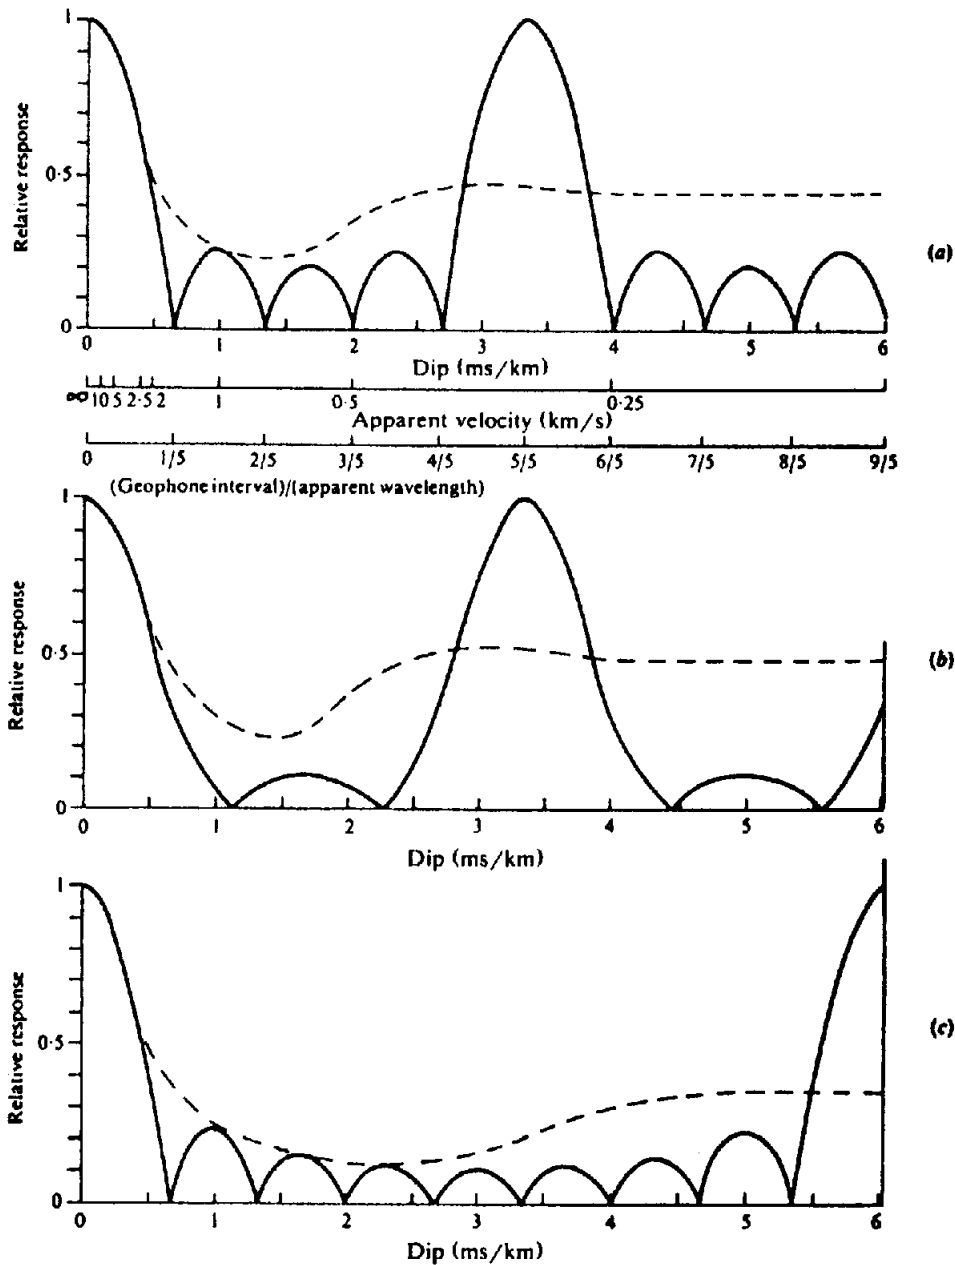 1
Relative response
0·5
0
0 1 2 3 4 5 6
Dip (ms/km)
(a)
∞ 10 5 2·5 2 1 0·5 0·25
Apparent velocity (km/s)
0 1/5 2/5 3/5 4/5 5/5 6/5 7/5 8/5 9/5
(Geophone interval)/(apparent wavelength)
1
Relative response
0·5
0
0 1 2 3 4 5 6
Dip (ms/km)
(b)
1
Relative response
0·5
0
0 1 2 3 4 5 6
Dip (ms/km)
(c)